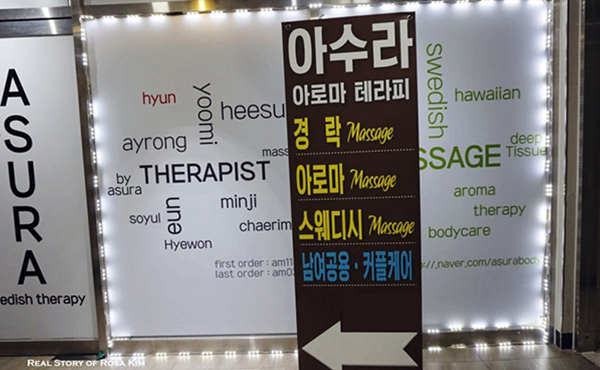 ASURA
edish therapy
hyun
yoomi
heesu
ayrong
mass
by
asura
THERAPIST
soyul
eun
minji
chaerim
Hyewon
first order : am11
last order : am03
아수라
아로마 테라피
경 락 Massage
아로마 Massage
스웨디시 Massage
남여공용 · 커플케어
swedish
hawaiian
deep
Tissue
SSAGE
aroma
therapy
bodycare
naver.com/asurabody
REAL STORY OF ROSA KIM